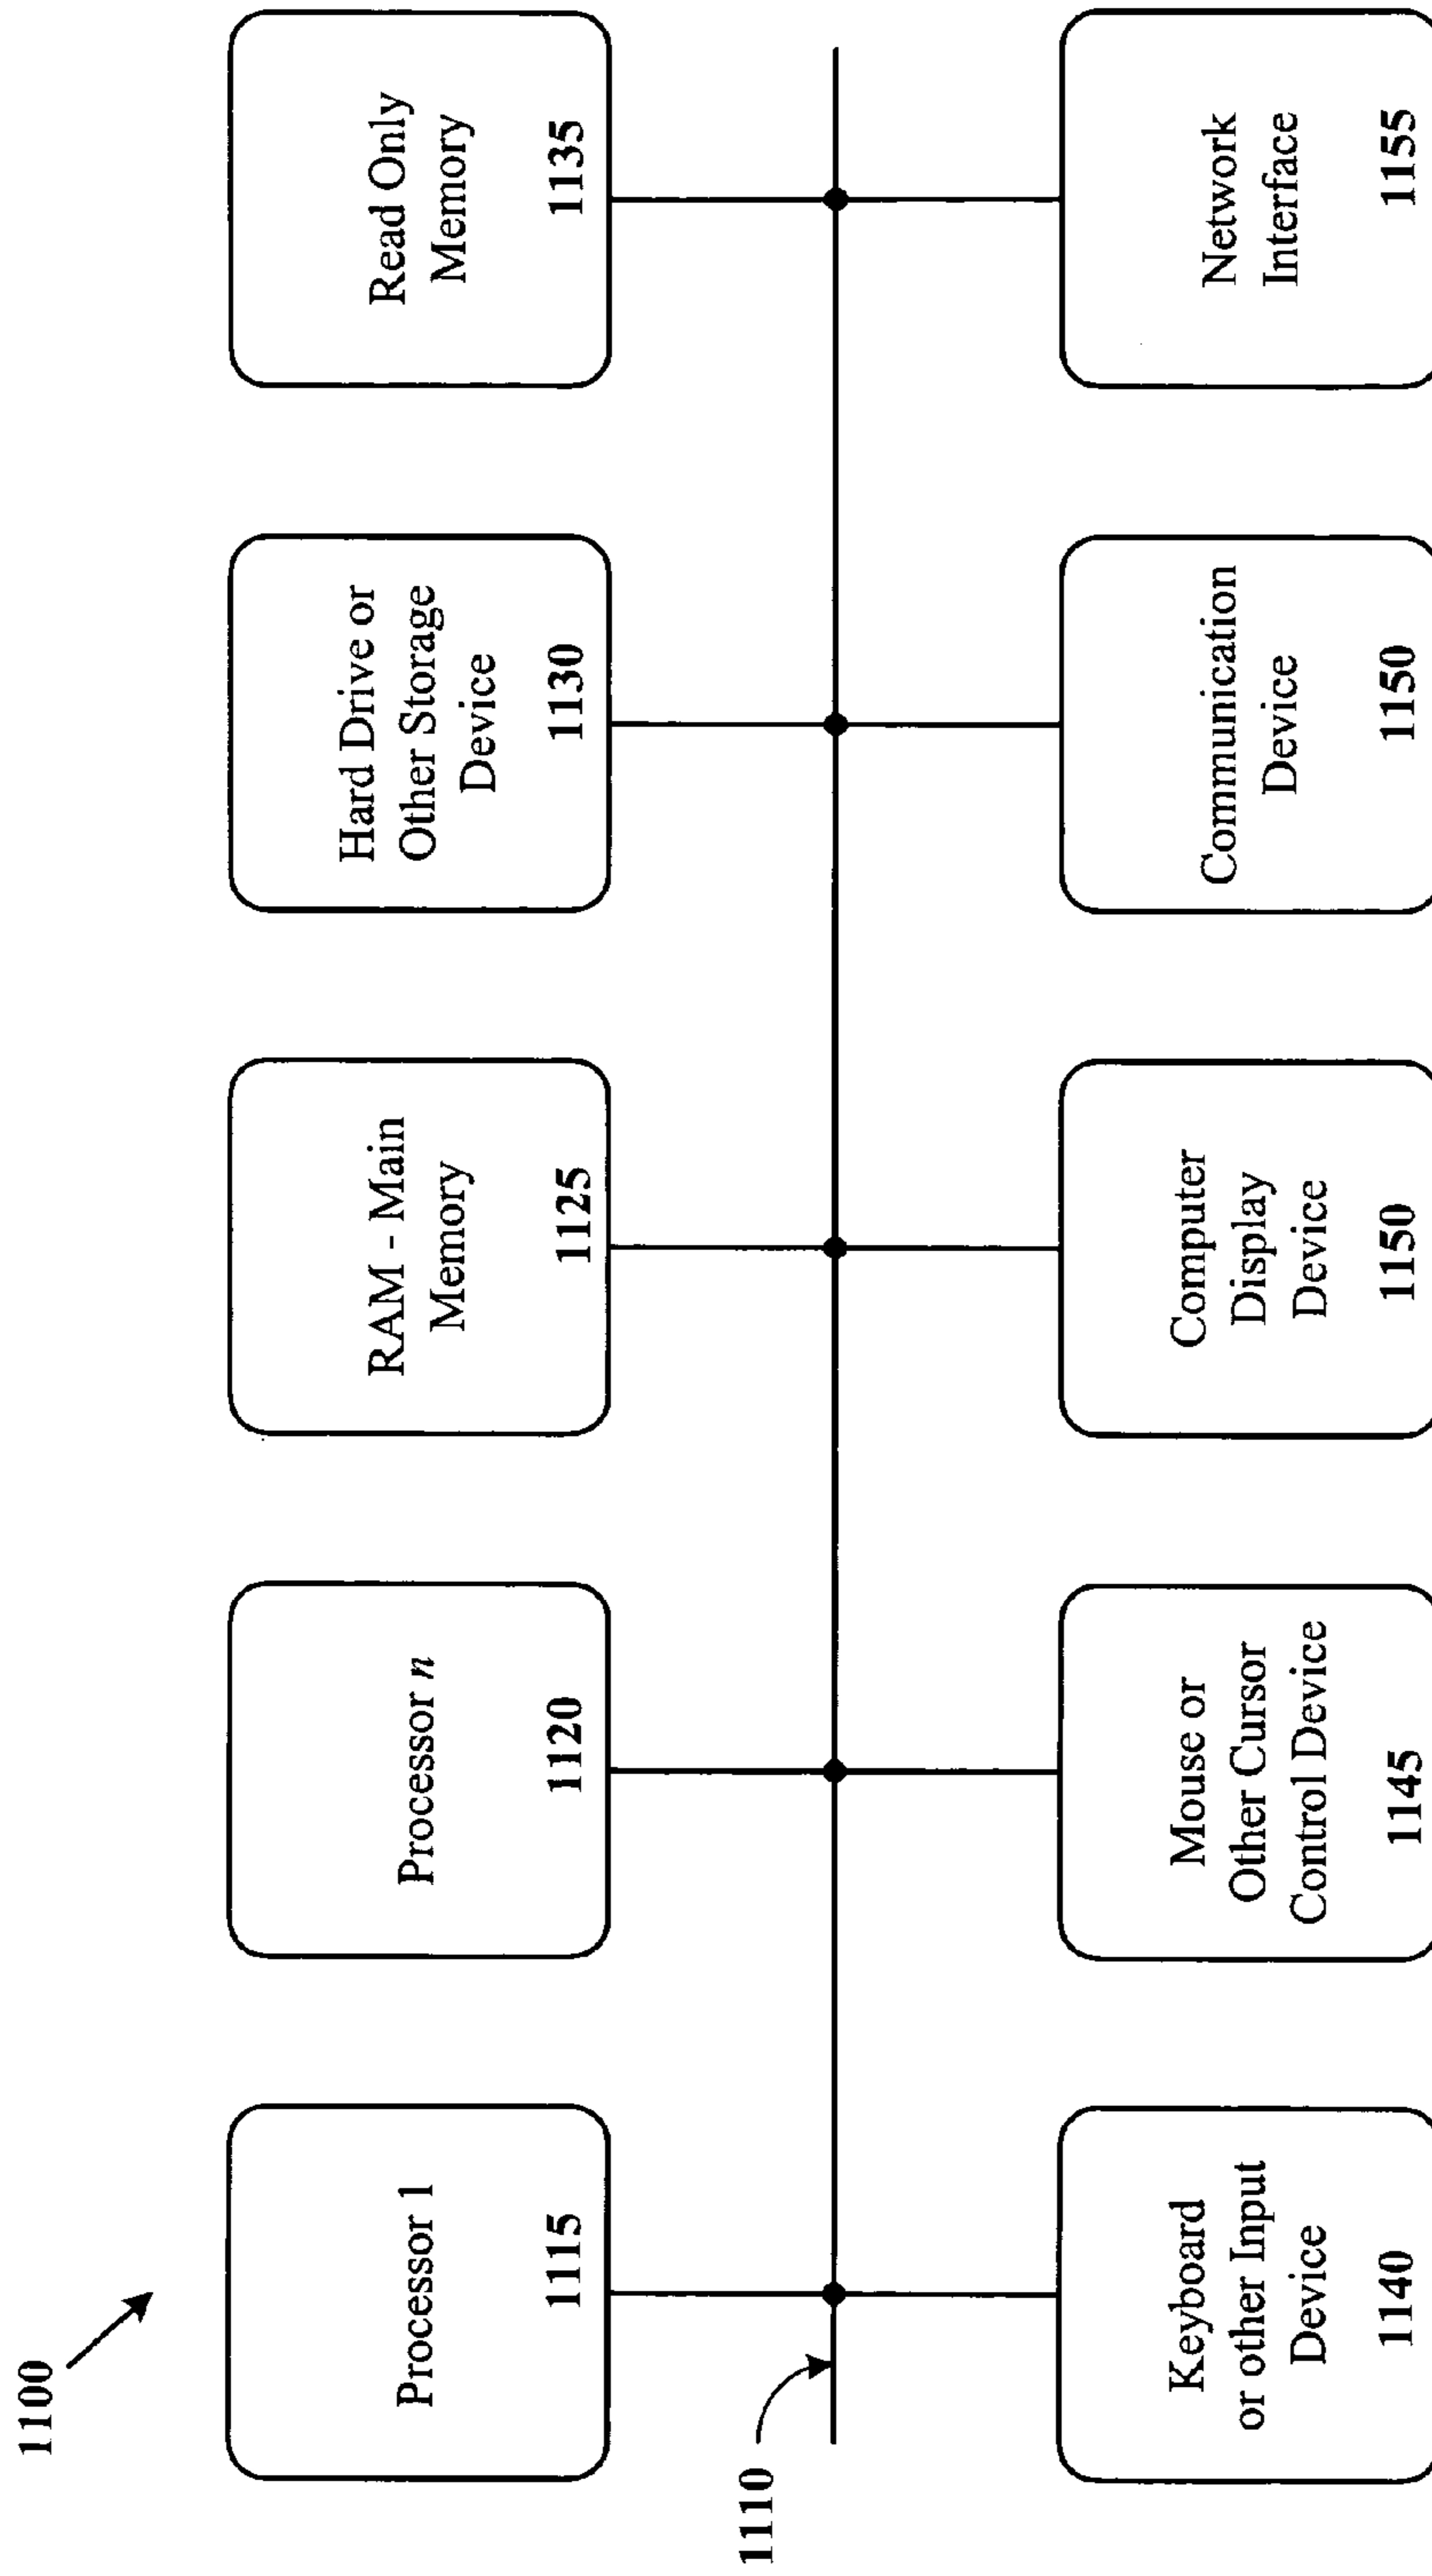 1100
Processor 1
1115
Processor n
1120
RAM - Main
Memory
1125
Hard Drive or
Other Storage
Device
1130
Read Only
Memory
1135
1110
Keyboard
or other Input
Device
1140
Mouse or
Other Cursor
Control Device
1145
Computer
Display
Device
1150
Communication
Device
1150
Network
Interface
1155